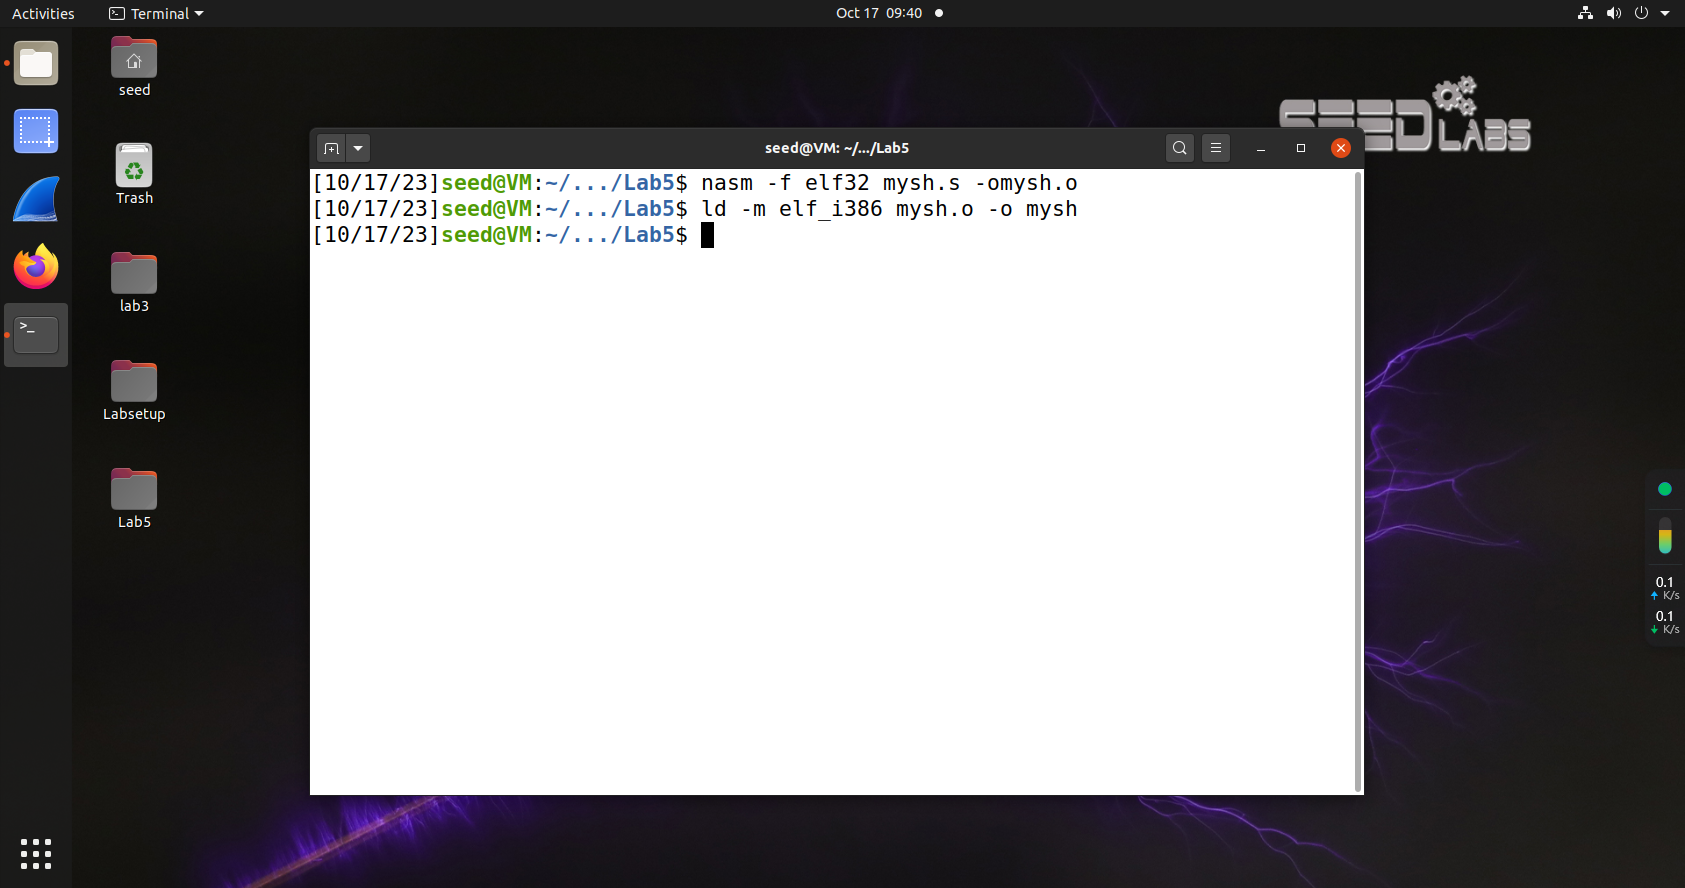 Activities
Terminal
Oct 17 09:40
seed
Trash
lab3
Labsetup
Lab5
SEED LABS
seed@VM: ~/.../Lab5
[10/17/23]seed@VM:~/.../Lab5$ nasm -f elf32 mysh.s -omysh.o
[10/17/23]seed@VM:~/.../Lab5$ ld -m elf_i386 mysh.o -o mysh
[10/17/23]seed@VM:~/.../Lab5$
0.1
K/s
0.1
K/s